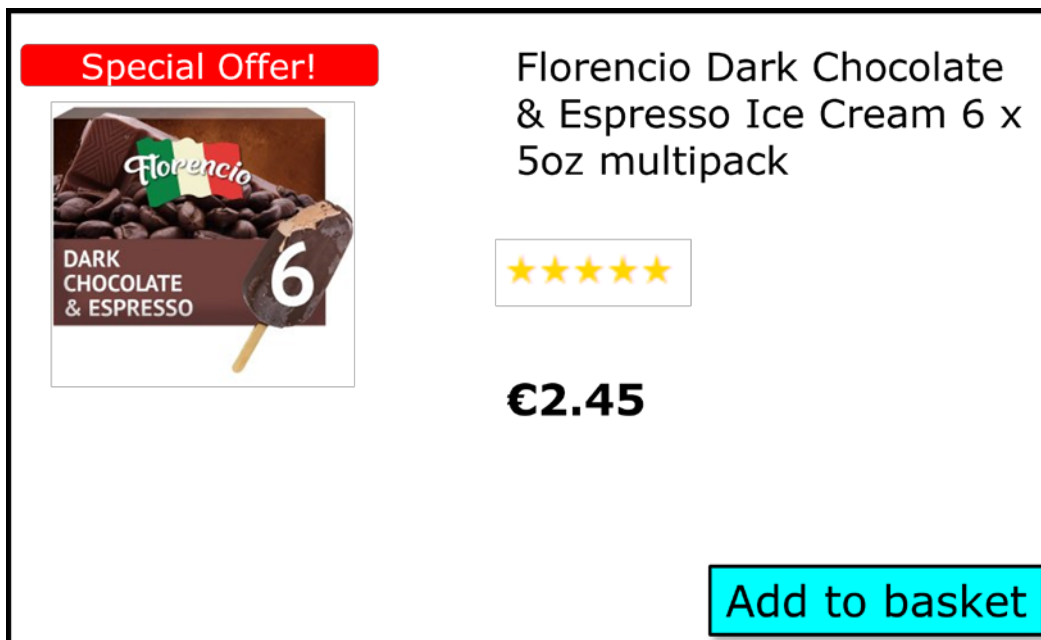 Special Offer!
Florencio Dark Chocolate
& Espresso Ice Cream 6 x
5oz multipack
Florencio
DARK
CHOCOLATE
& ESPRESSO
6
€2.45
Add to basket